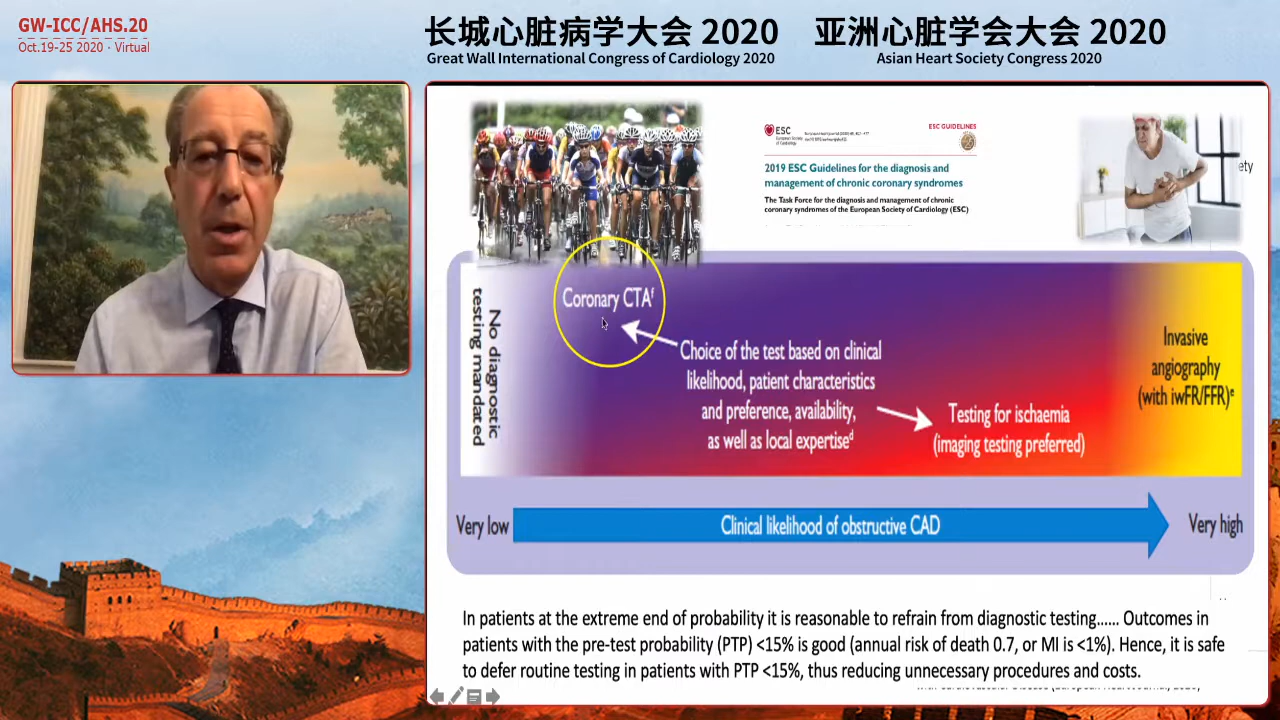 GW-ICC/AHS.20
Oct.19-25 2020 · Virtual
长城心脏病学大会 2020
Great Wall International Congress of Cardiology 2020
亚洲心脏学会大会 2020
Asian Heart Society Congress 2020
ESC
European Society
of Cardiology
ESC GUIDELINES
2019 ESC Guidelines for the diagnosis and
management of chronic coronary syndromes
The Task Force for the diagnosis and management of chronic
coronary syndromes of the European Society of Cardiology (ESC)
ety
No diagnostic
testing mandated
Coronary CTAf
Choice of the test based on clinical
likelihood, patient characteristics
and preference, availability,
as well as local expertised
Testing for ischaemia
(imaging testing preferred)
Invasive
angiography
(with iwFR/FFR)e
Very low
Clinical likelihood of obstructive CAD
Very high
In patients at the extreme end of probability it is reasonable to refrain from diagnostic testing...... Outcomes in
patients with the pre-test probability (PTP) <15% is good (annual risk of death 0.7, or MI is <1%). Hence, it is safe
to defer routine testing in patients with PTP <15%, thus reducing unnecessary procedures and costs.